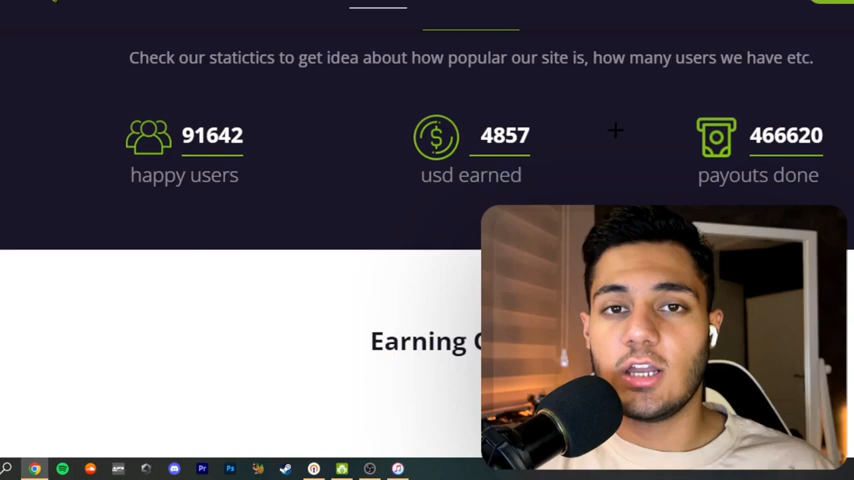 Check our statictics to get idea about how popular our site is, how many users we have etc.
91642
happy users
4857
usd earned
466620
payouts done
Earning